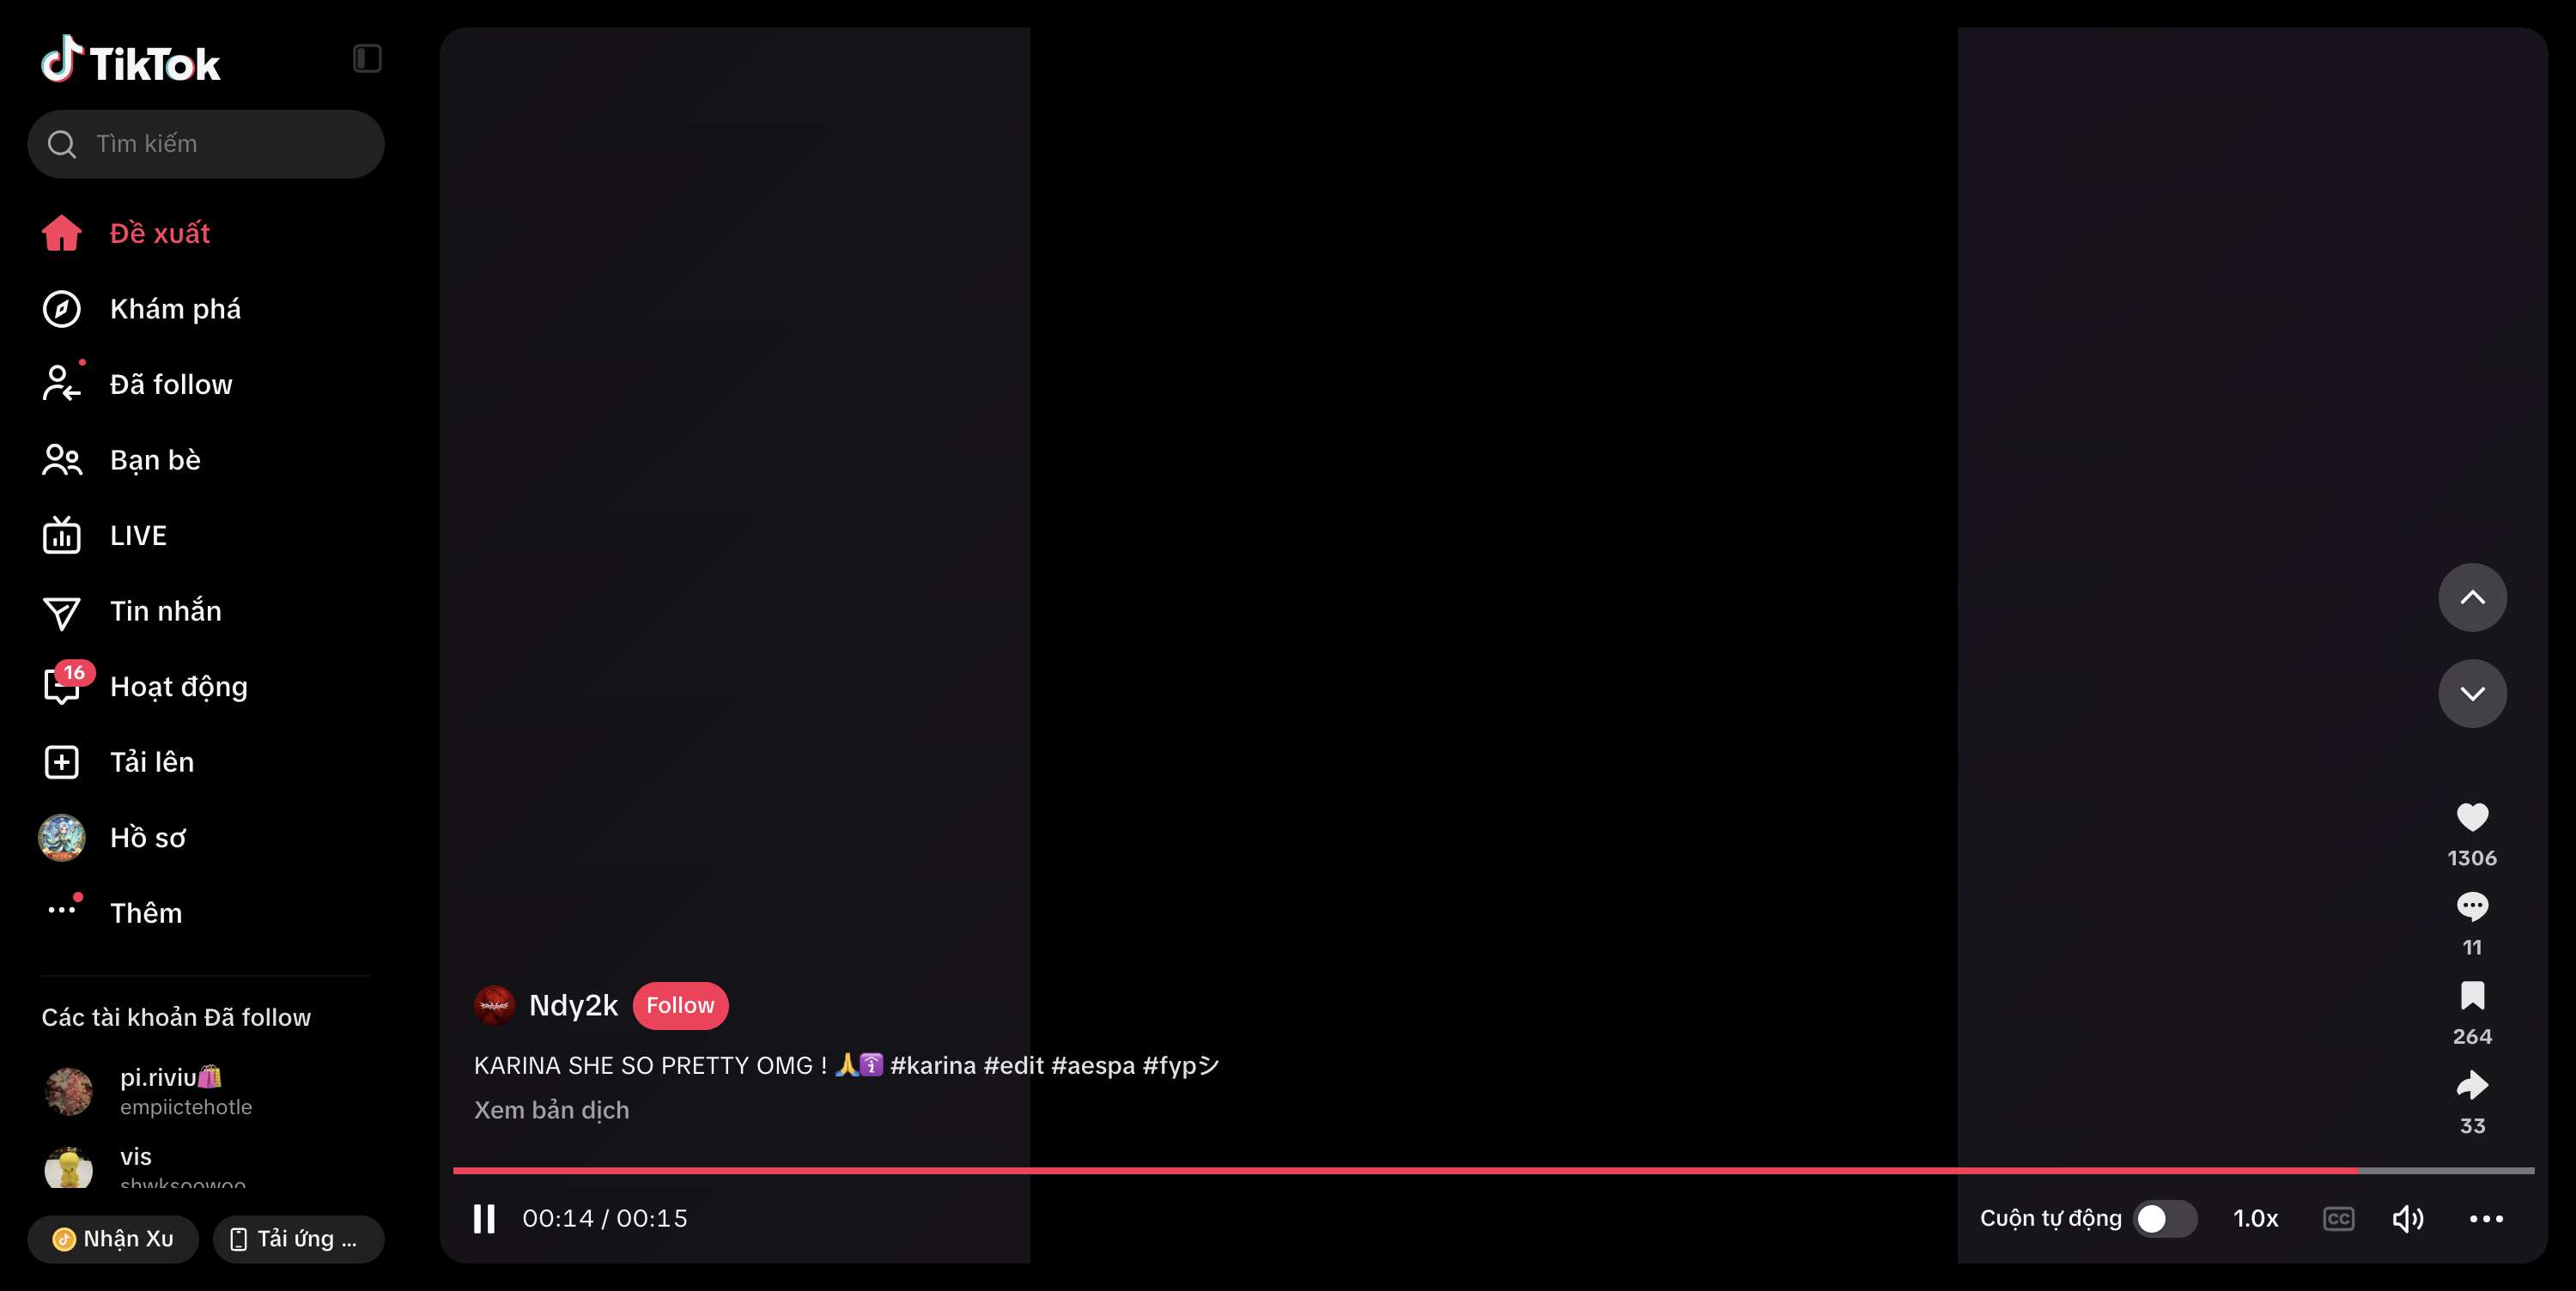 TikTok
Tìm kiếm
Đề xuất
Khám phá
Đã follow
Bạn bè
LIVE
Tin nhắn
16
Hoạt động
Tải lên
Hồ sơ
Thêm
Các tài khoản Đã follow
pi.riviu🛍️
empiictehotle
vis
shwksoowoo
Nhận Xu
Tải ứng ...
Ndy2k
Follow
KARINA SHE SO PRETTY OMG ! 🙏🛐 #karina #edit #aespa #fypシ
Xem bản dịch
00:14 / 00:15
1306
11
264
33
Cuộn tự động
1.0x
CC